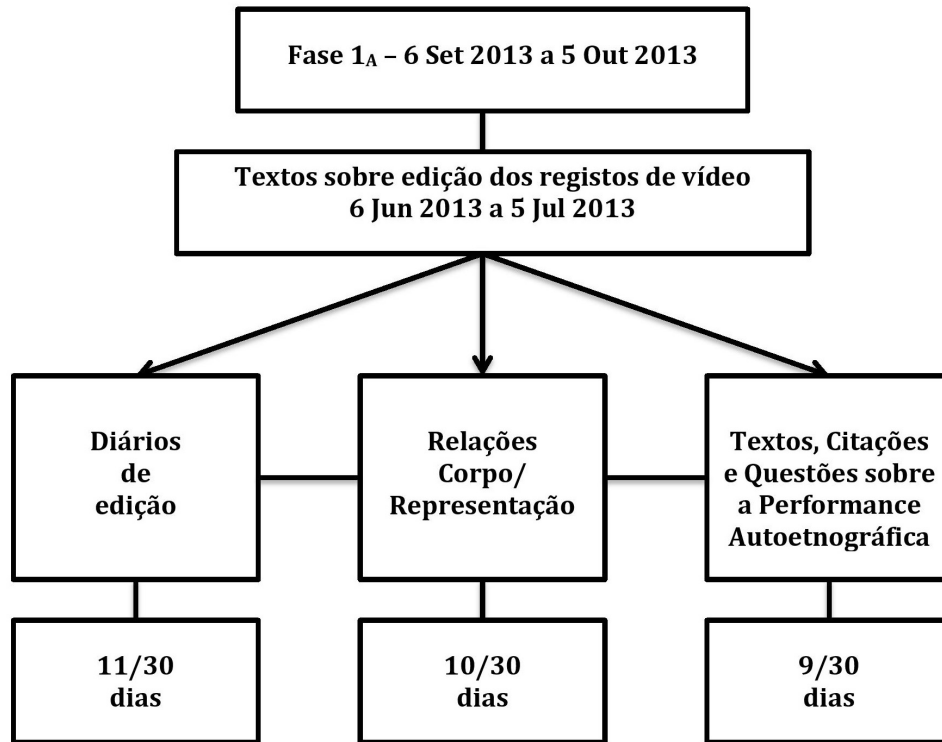 Fase 1A – 6 Set 2013 a 5 Out 2013
Textos sobre edição dos registos de vídeo
6 Jun 2013 a 5 Jul 2013
Diários
de
edição
Relações
Corpo/
Representação
Textos, Citações
e Questões sobre
a Performance
Autoetnográfica
11/30
dias
10/30
dias
9/30
dias